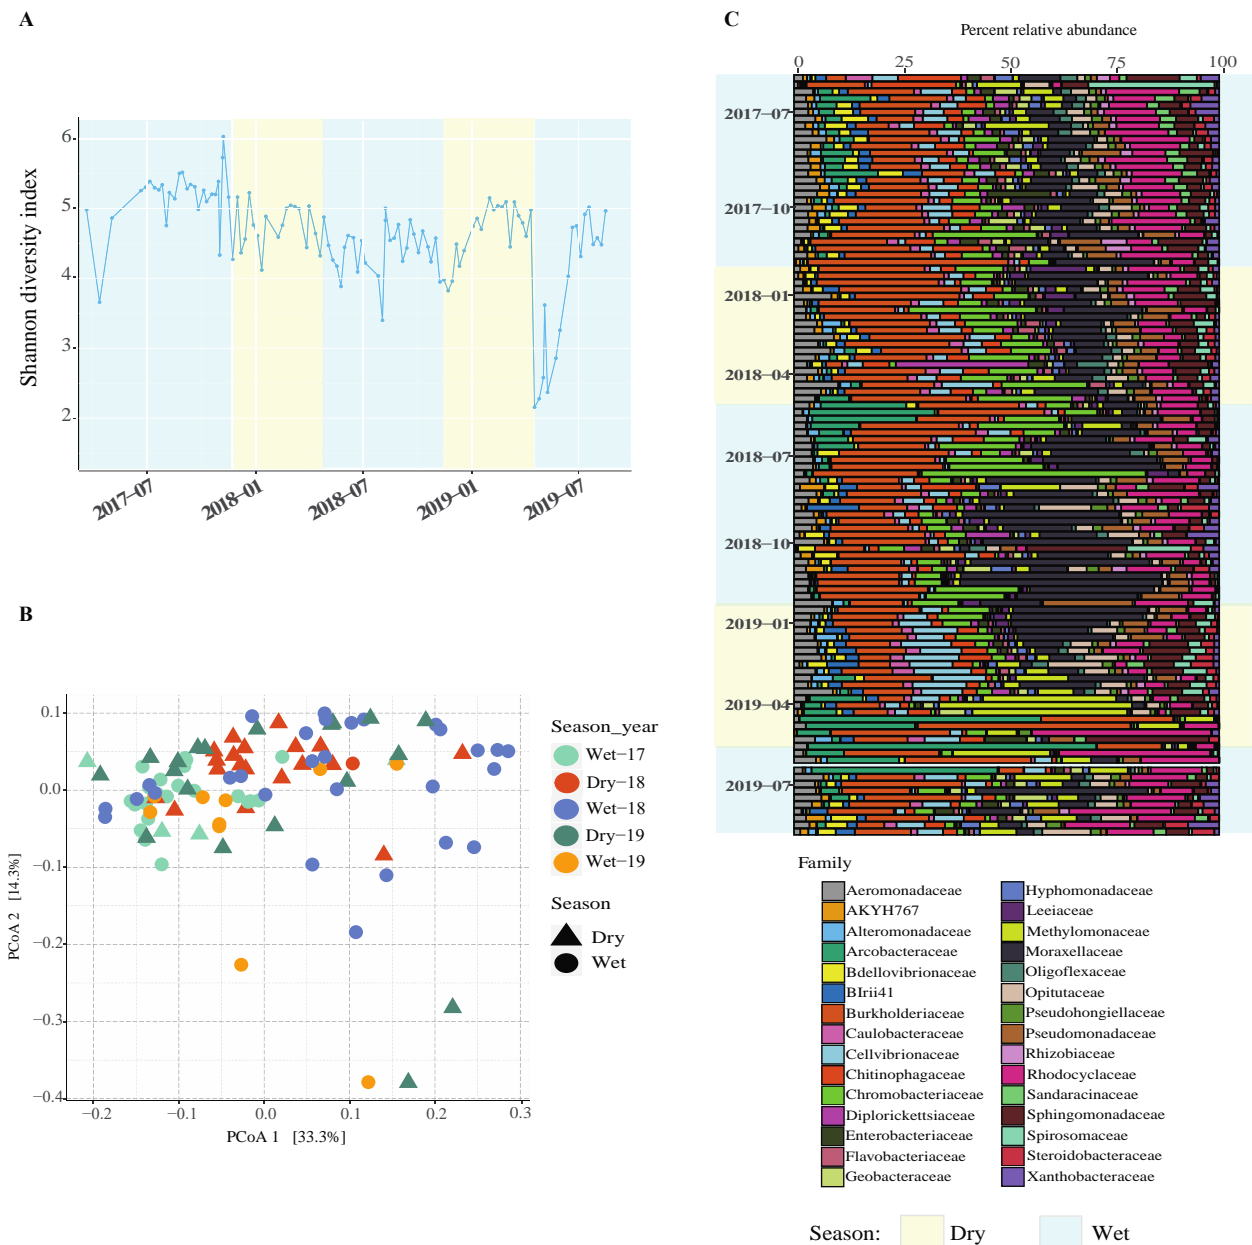 A
Shannon diversity index
6
5
4
3
2
2017−07
2018−01
2018−07
2019−01
2019−07
B
PCoA 2 [14.3%]
0.1
0.0
−0.1
−0.2
−0.3
−0.4
−0.2
−0.1
0.0
0.1
0.2
0.3
PCoA 1 [33.3%]
Season_year
Wet−17
Dry−18
Wet−18
Dry−19
Wet−19
Season
Dry
Wet
C
Percent relative abundance
0
25
50
75
100
2017−07
2017−10
2018−01
2018−04
2018−07
2018−10
2019−01
2019−04
2019−07
Family
Aeromonadaceae
AKYH767
Alteromonadaceae
Arcobacteraceae
Bdellovibrionaceae
BIrii41
Burkholderiaceae
Caulobacteraceae
Cellvibrionaceae
Chitinophagaceae
Chromobacteriaceae
Diplorickettsiaceae
Enterobacteriaceae
Flavobacteriaceae
Geobacteraceae
Hyphomonadaceae
Leeiaceae
Methylomonaceae
Moraxellaceae
Oligoflexaceae
Opitutaceae
Pseudohongiellaceae
Pseudomonadaceae
Rhizobiaceae
Rhodocyclaceae
Sandaracinaceae
Sphingomonadaceae
Spirosomaceae
Steroidobacteraceae
Xanthobacteraceae
Season: Dry Wet